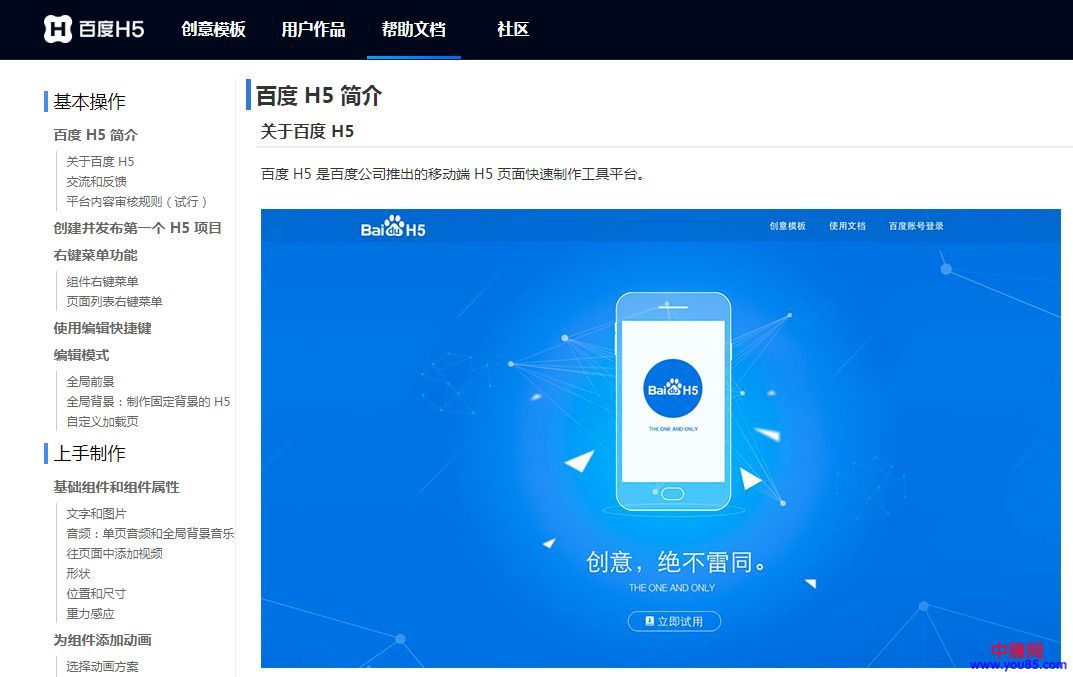 百度H5
创意模板
用户作品
帮助文档
社区
基本操作
百度 H5 简介
关于百度 H5
交流和反馈
平台内容审核规则（试行）
创建并发布第一个 H5 项目
右键菜单功能
组件右键菜单
页面列表右键菜单
使用编辑快捷键
编辑模式
全局前景
全局背景：制作固定背景的 H5
自定义加载页
上手制作
基础组件和组件属性
文字和图片
音频：单页音频和全局背景音乐
往页面中添加视频
形状
位置和尺寸
重力感应
为组件添加动画
选择动画方案
百度 H5 简介
关于百度 H5
百度 H5 是百度公司推出的移动端 H5 页面快速制作工具平台。
Bai du H5
创意模板
使用文档
百度账号登录
Bai du H5
THE ONE AND ONLY
创意，绝不雷同。
THE ONE AND ONLY
立即试用
中赚网
www.you85.com